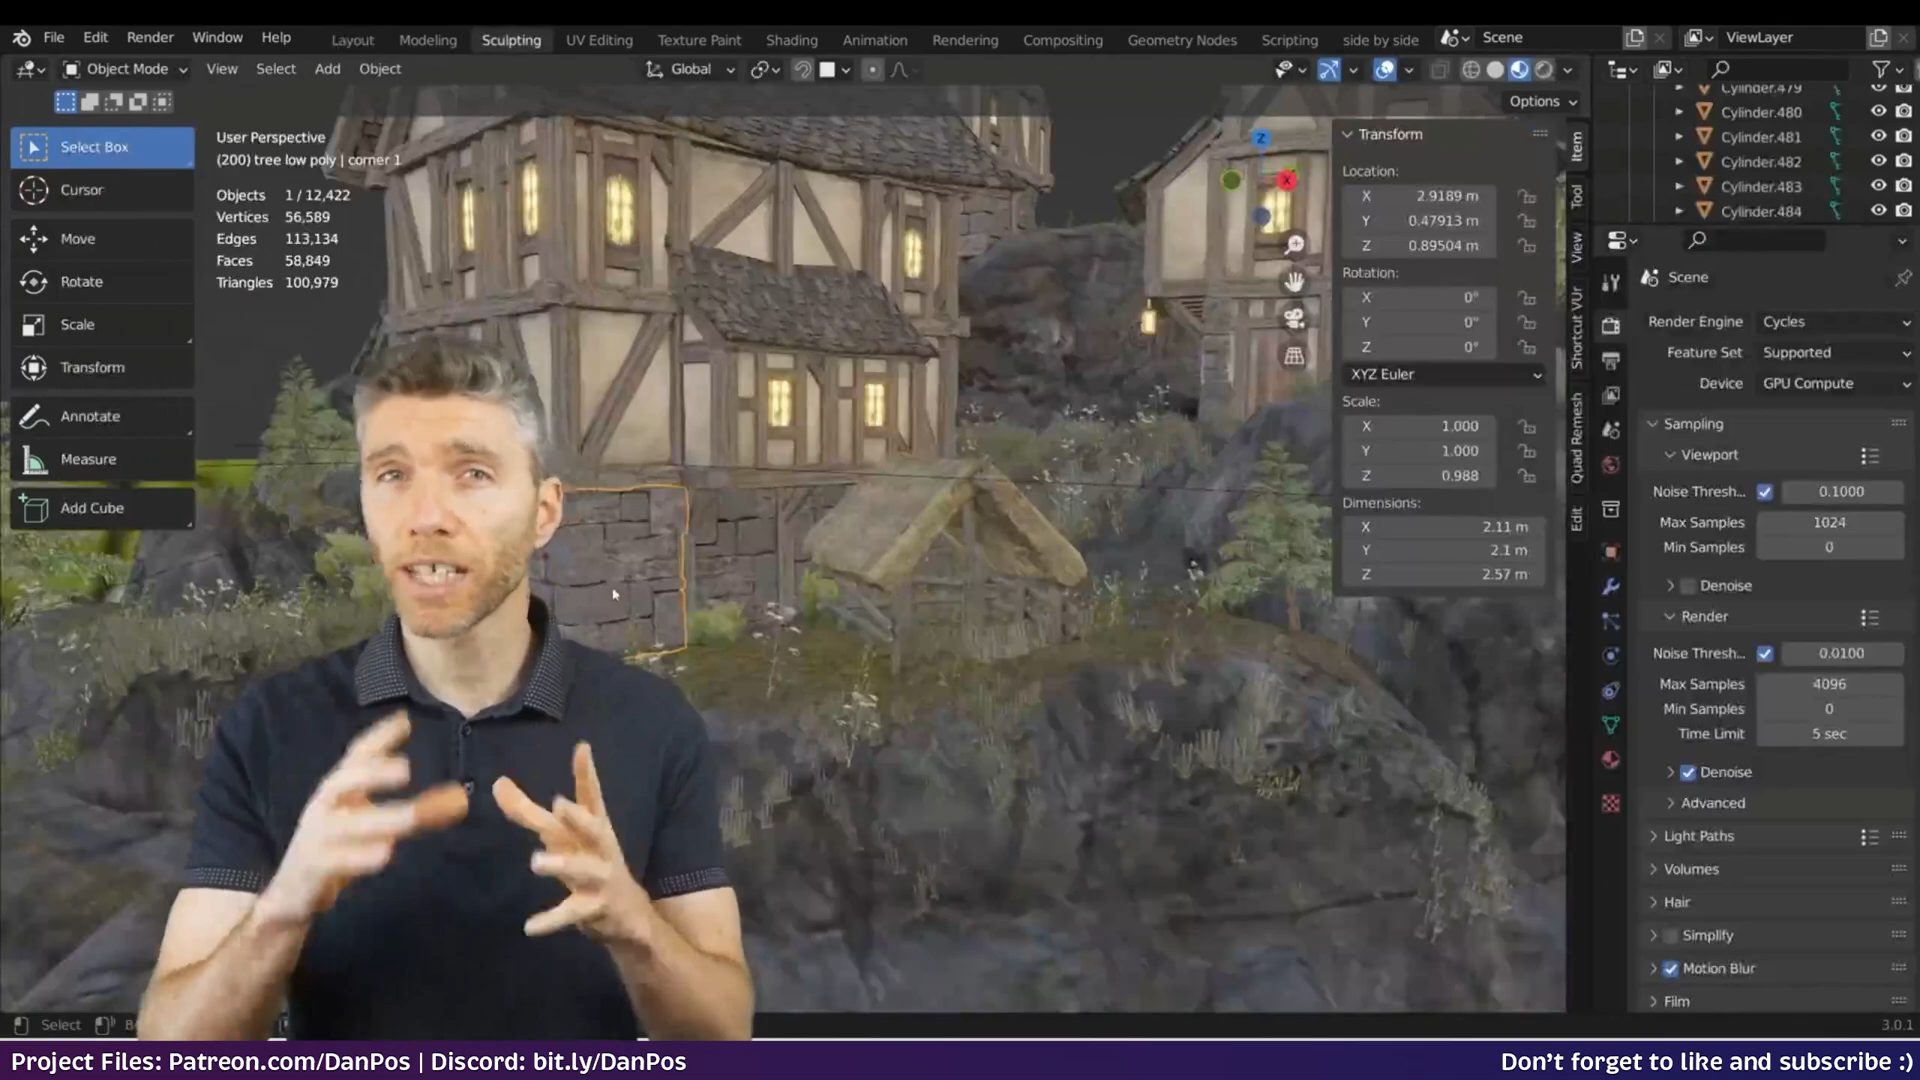 File Edit Render Window Help
Layout Modeling Sculpting UV Editing Texture Paint Shading Animation Rendering Compositing Geometry Nodes Scripting side by side
Scene
ViewLayer
Object Mode View Select Add Object
Global
Options
Select Box
Cursor
Move
Rotate
Scale
Transform
Annotate
Measure
Add Cube
User Perspective
(200) tree low poly | corner 1
Objects 1 / 12,422
Vertices 56,589
Edges 113,134
Faces 58,849
Triangles 100,979
Z
X
Transform
Location:
X 2.9189 m
Y 0.47913 m
Z 0.89504 m
Rotation:
X 0°
Y 0°
Z 0°
XYZ Euler
Scale:
X 1.000
Y 1.000
Z 0.988
Dimensions:
X 2.11 m
Y 2.1 m
Z 2.57 m
Item
Tool
View
Shortcut VUr
Quad Remesh
Edit
Cylinder.479
Cylinder.480
Cylinder.481
Cylinder.482
Cylinder.483
Cylinder.484
Scene
Render Engine Cycles
Feature Set Supported
Device GPU Compute
Sampling
Viewport
Noise Thresh... 0.1000
Max Samples 1024
Min Samples 0
Denoise
Render
Noise Thresh... 0.0100
Max Samples 4096
Min Samples 0
Time Limit 5 sec
Denoise
Advanced
Light Paths
Volumes
Hair
Simplify
Motion Blur
Film
Select
3.0.1
Project Files: Patreon.com/DanPos | Discord: bit.ly/DanPos
Don't forget to like and subscribe :)